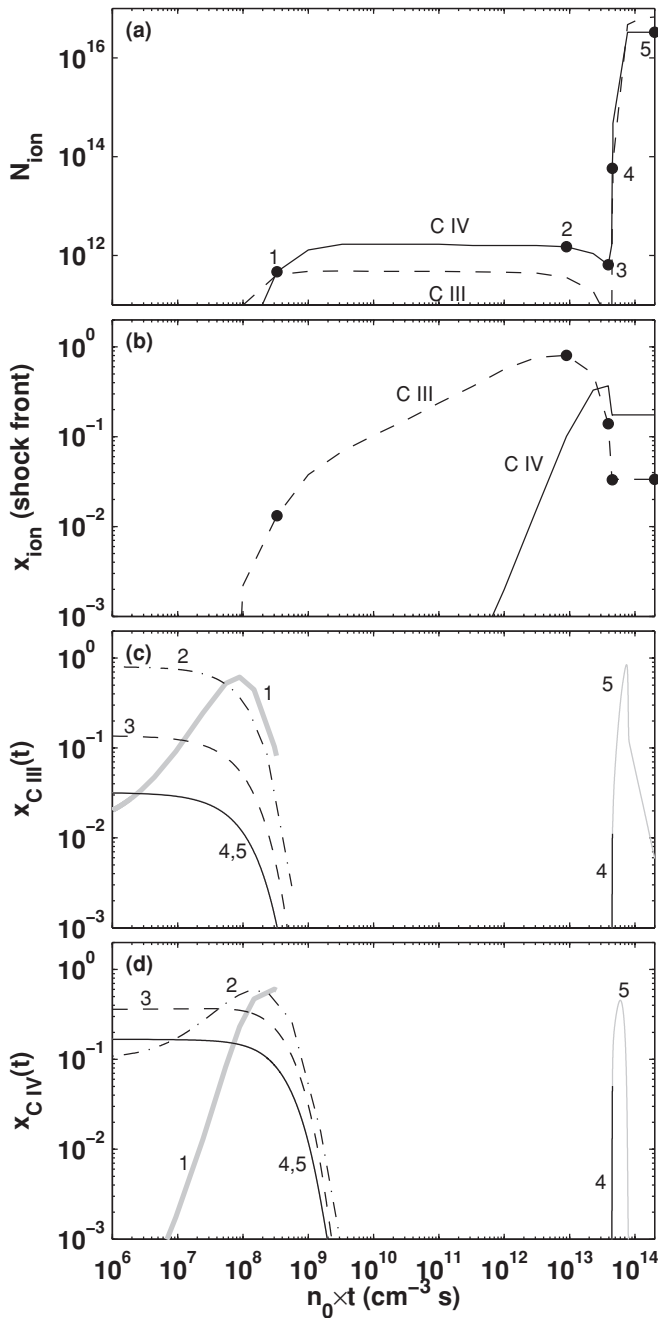 (a)
10^16
10^14
10^12
N_ion
C IV
C III
1
2
3
4
5
(b)
10^0
10^−1
10^−2
10^−3
x_ion (shock front)
C III
C IV
(c)
10^0
10^−1
10^−2
10^−3
x_C III(t)
2
1
3
4,5
5
4
(d)
10^0
10^−1
10^−2
10^−3
x_C IV(t)
3
2
1
4,5
5
4
10^6 10^7 10^8 10^9 10^10 10^11 10^12 10^13 10^14
n_0×t (cm^−3 s)